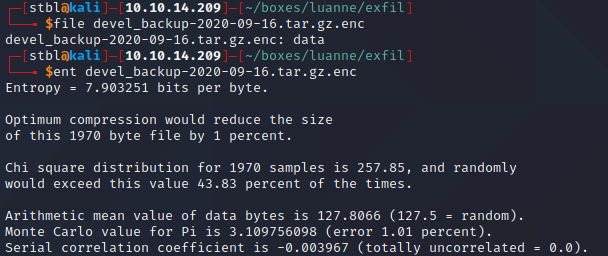 [stbl@kali]—[10.10.14.209]—[~/boxes/luanne/exfil]
$file devel_backup-2020-09-16.tar.gz.enc
devel_backup-2020-09-16.tar.gz.enc: data
[stbl@kali]—[10.10.14.209]—[~/boxes/luanne/exfil]
$ent devel_backup-2020-09-16.tar.gz.enc
Entropy = 7.903251 bits per byte.
Optimum compression would reduce the size
of this 1970 byte file by 1 percent.
Chi square distribution for 1970 samples is 257.85, and randomly
would exceed this value 43.83 percent of the times.
Arithmetic mean value of data bytes is 127.8066 (127.5 = random).
Monte Carlo value for Pi is 3.109756098 (error 1.01 percent).
Serial correlation coefficient is -0.003967 (totally uncorrelated = 0.0).